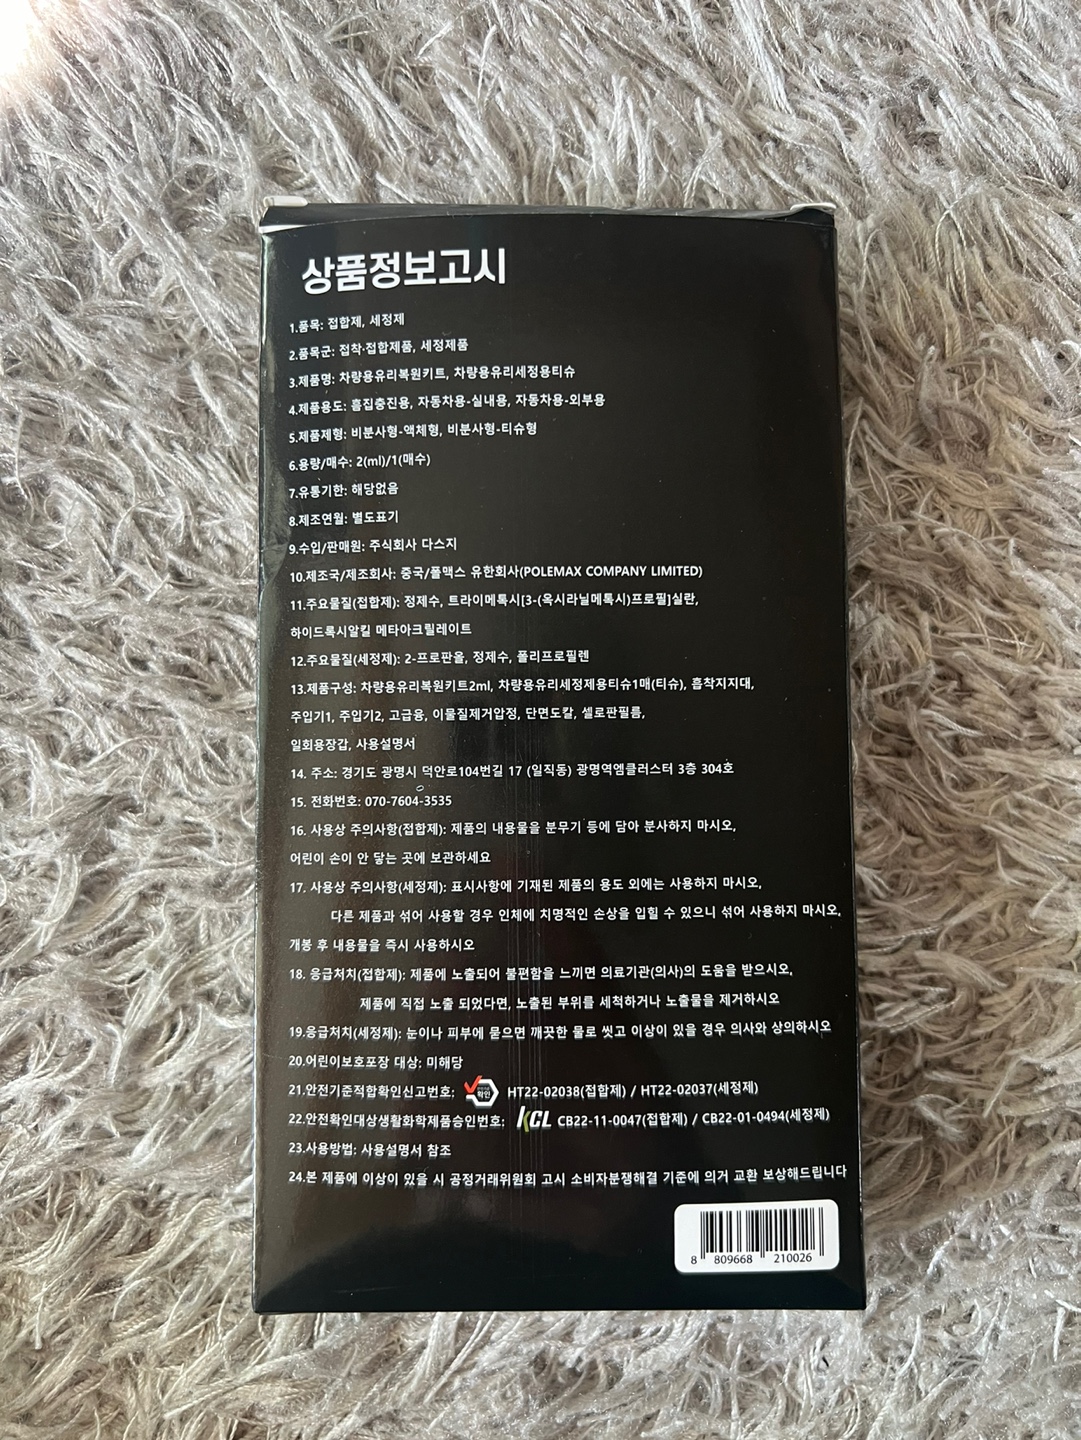 상품정보고시
1.품목: 접합제, 세정제
2.품목군: 접착·접합제품, 세정제품
3.제품명: 차량용유리복원키트, 차량용유리세정용티슈
4.제품용도: 흠집충진용, 자동차용-실내용, 자동차용-외부용
5.제품제형: 비분사형-액체형, 비분사형-티슈형
6.용량/매수: 2(ml)/1(매수)
7.유통기한: 해당없음
8.제조연월: 별도표기
9.수입/판매원: 주식회사 다스지
10.제조국/제조회사: 중국/폴맥스 유한회사(POLEMAX COMPANY LIMITED)
11.주요물질(접합제): 정제수, 트라이메톡시[3-(옥시라닐메톡시)프로필]실란,
하이드록시알킬 메타아크릴레이트
12.주요물질(세정제): 2-프로판올, 정제수, 폴리프로필렌
13.제품구성: 차량용유리복원키트2ml, 차량용유리세정제용티슈1매(티슈), 흡착지지대,
주입기1, 주입기2, 고급융, 이물질제거압정, 단면도칼, 셀로판필름,
일회용장갑, 사용설명서
14. 주소: 경기도 광명시 덕안로104번길 17 (일직동) 광명역엠클러스터 3층 304호
15. 전화번호: 070-7604-3535
16. 사용상 주의사항(접합제): 제품의 내용물을 분무기 등에 담아 분사하지 마시오,
어린이 손이 안 닿는 곳에 보관하세요
17. 사용상 주의사항(세정제): 표시사항에 기재된 제품의 용도 외에는 사용하지 마시오,
다른 제품과 섞어 사용할 경우 인체에 치명적인 손상을 입힐 수 있으니 섞어 사용하지 마시오,
개봉 후 내용물을 즉시 사용하시오
18. 응급처치(접합제): 제품에 노출되어 불편함을 느끼면 의료기관(의사)의 도움을 받으시오,
제품에 직접 노출 되었다면, 노출된 부위를 세척하거나 노출물을 제거하시오
19.응급처치(세정제): 눈이나 피부에 묻으면 깨끗한 물로 씻고 이상이 있을 경우 의사와 상의하시오
20.어린이보호포장 대상: 미해당
21.안전기준적합확인신고번호: 확인 HT22-02038(접합제) / HT22-02037(세정제)
22.안전확인대상생활화학제품승인번호: KCL CB22-11-0047(접합제) / CB22-01-0494(세정제)
23.사용방법: 사용설명서 참조
24.본 제품에 이상이 있을 시 공정거래위원회 고시 소비자분쟁해결 기준에 의거 교환 보상해드립니다
8 809668 210026